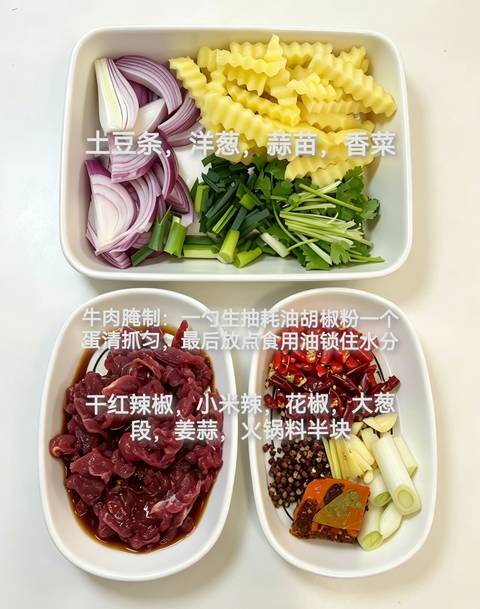 土豆条、洋葱，蒜苗，香菜
牛肉腌制：一勺生抽耗油胡椒粉一个
蛋清抓匀，最后放点食用油锁住水分
干红辣椒，小米辣，花椒，大葱
段，姜蒜，火锅料半块